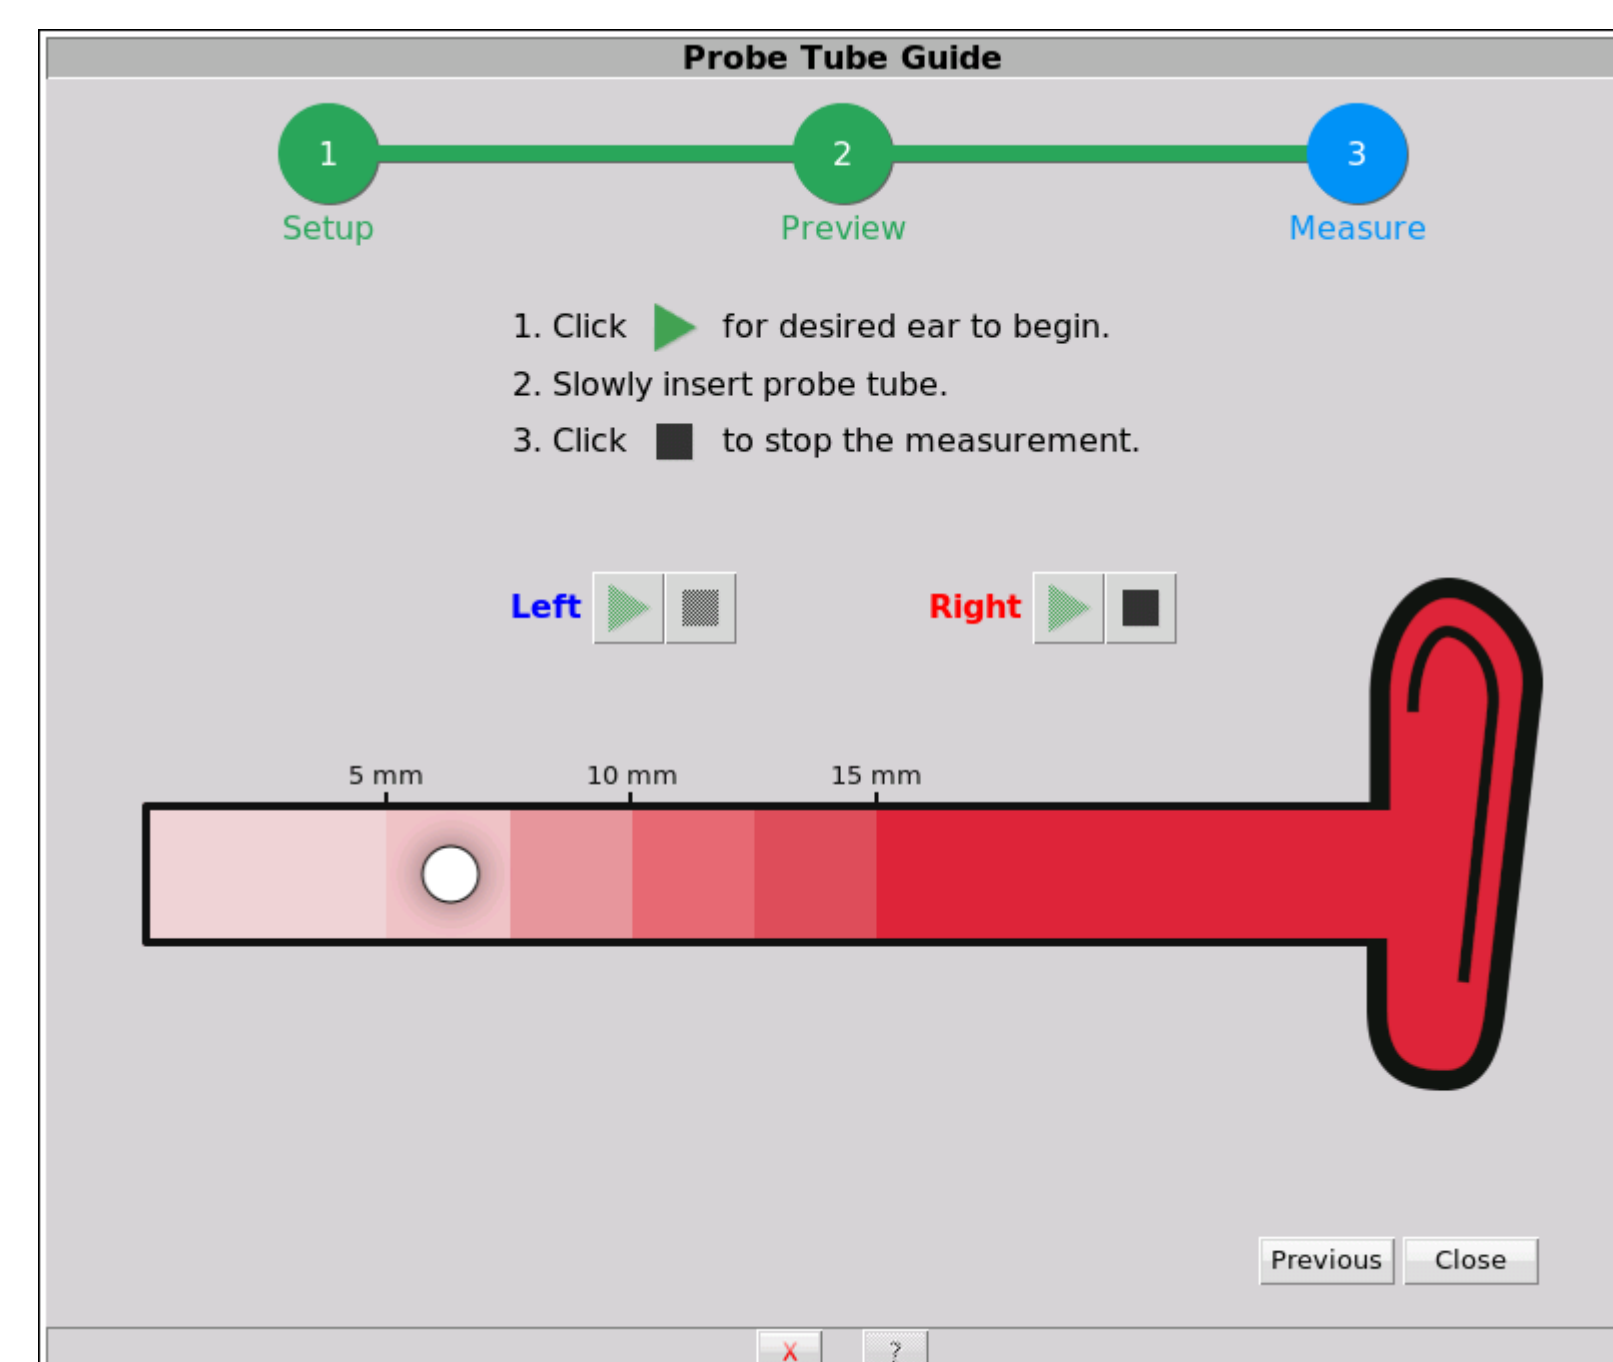 Probe Tube Guide
1 2 3
Setup Preview Measure
1. Click for desired ear to begin.
2. Slowly insert probe tube.
3. Click to stop the measurement.
Left Right
5 mm 10 mm 15 mm
Previous Close
X ?